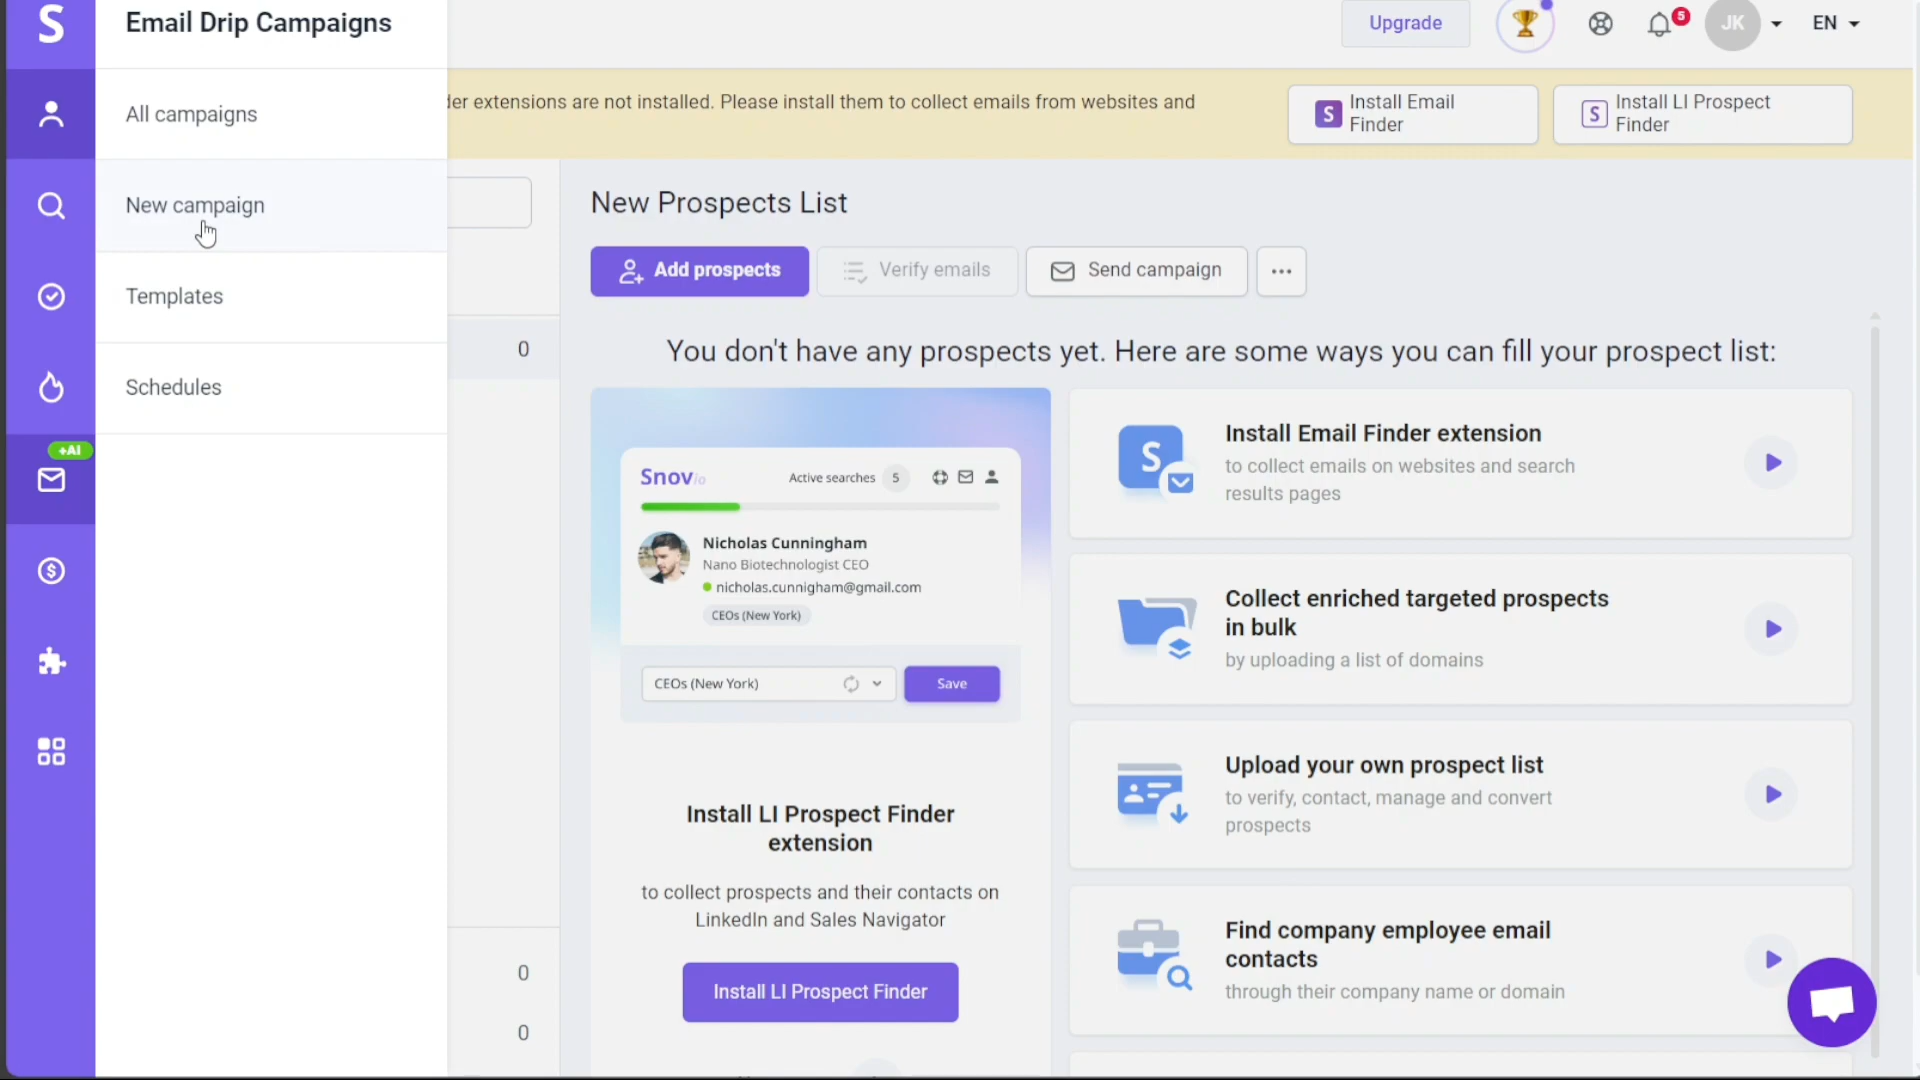 S
Email Drip Campaigns
Upgrade
5
JK
EN
All campaigns
New campaign
Templates
Schedules
+AI
der extensions are not installed. Please install them to collect emails from websites and
S Install Email
Finder
S Install LI Prospect
Finder
New Prospects List
Add prospects
Verify emails
Send campaign
0
You don't have any prospects yet. Here are some ways you can fill your prospect list:
Snovio
Active searches 5
Nicholas Cunningham
Nano Biotechnologist CEO
nicholas.cunnigham@gmail.com
CEOs (New York)
CEOs (New York)
Save
Install LI Prospect Finder
extension
to collect prospects and their contacts on
LinkedIn and Sales Navigator
Install LI Prospect Finder
S
Install Email Finder extension
to collect emails on websites and search
results pages
Collect enriched targeted prospects
in bulk
by uploading a list of domains
Upload your own prospect list
to verify, contact, manage and convert
prospects
Find company employee email
contacts
through their company name or domain
0
0